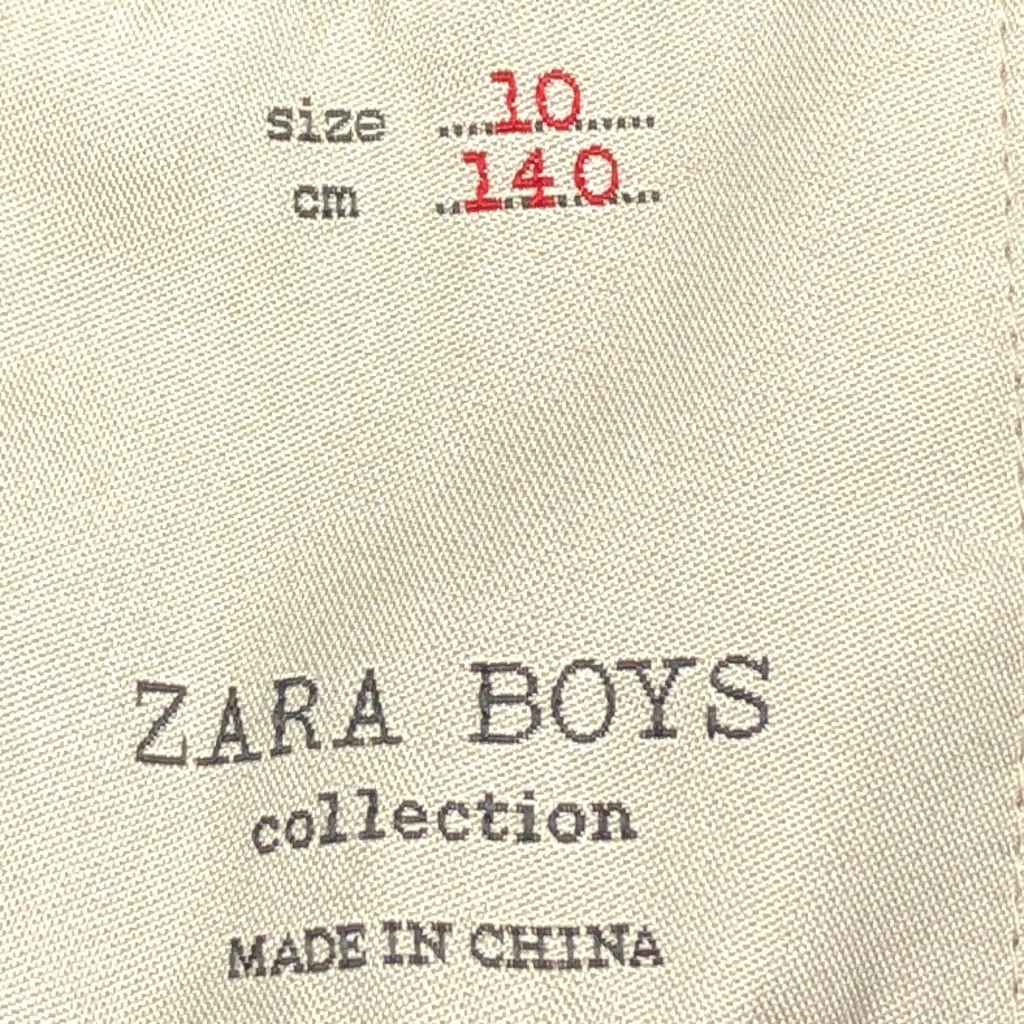 size 10
cm 140
ZARA BOYS
collection
MADE IN CHINA